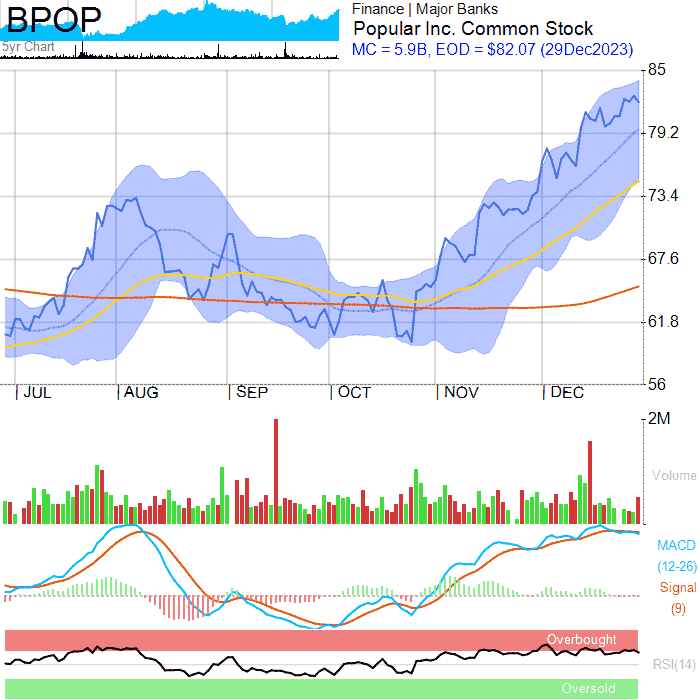 BPOP
5yr Chart
Finance | Major Banks
Popular Inc. Common Stock
MC = 5.9B, EOD = $82.07 (29Dec2023)
85
79.2
73.4
67.6
61.8
56
JUL AUG SEP OCT NOV DEC
2M
Volume
MACD
(12-26)
Signal
(9)
Overbought
RSI(14)
Oversold